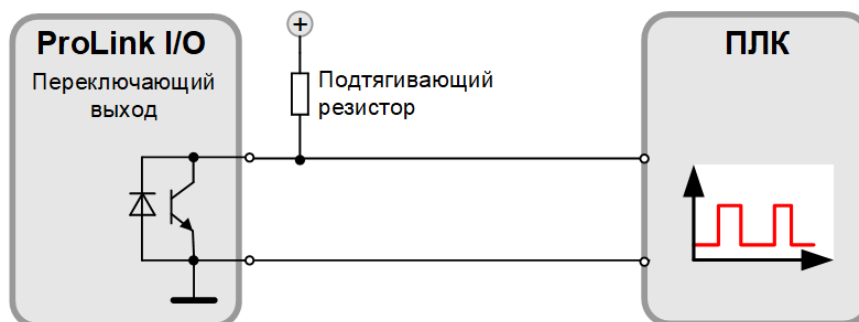 ProLink I/O
Переключающий
выход
+
Подтягивающий
резистор
ПЛК